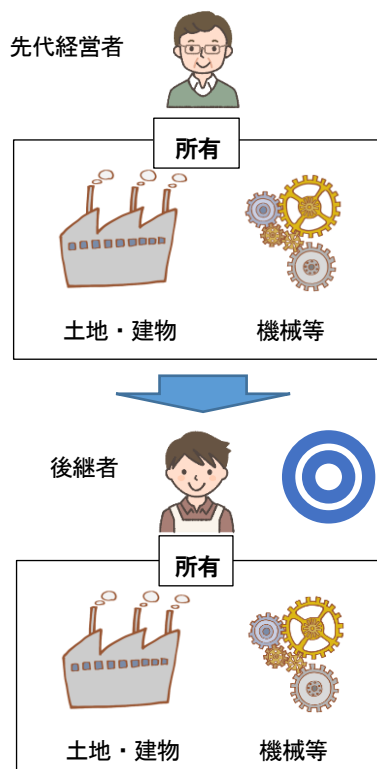 先代経営者
所有
土地・建物
機械等
後継者
所有
土地・建物
機械等